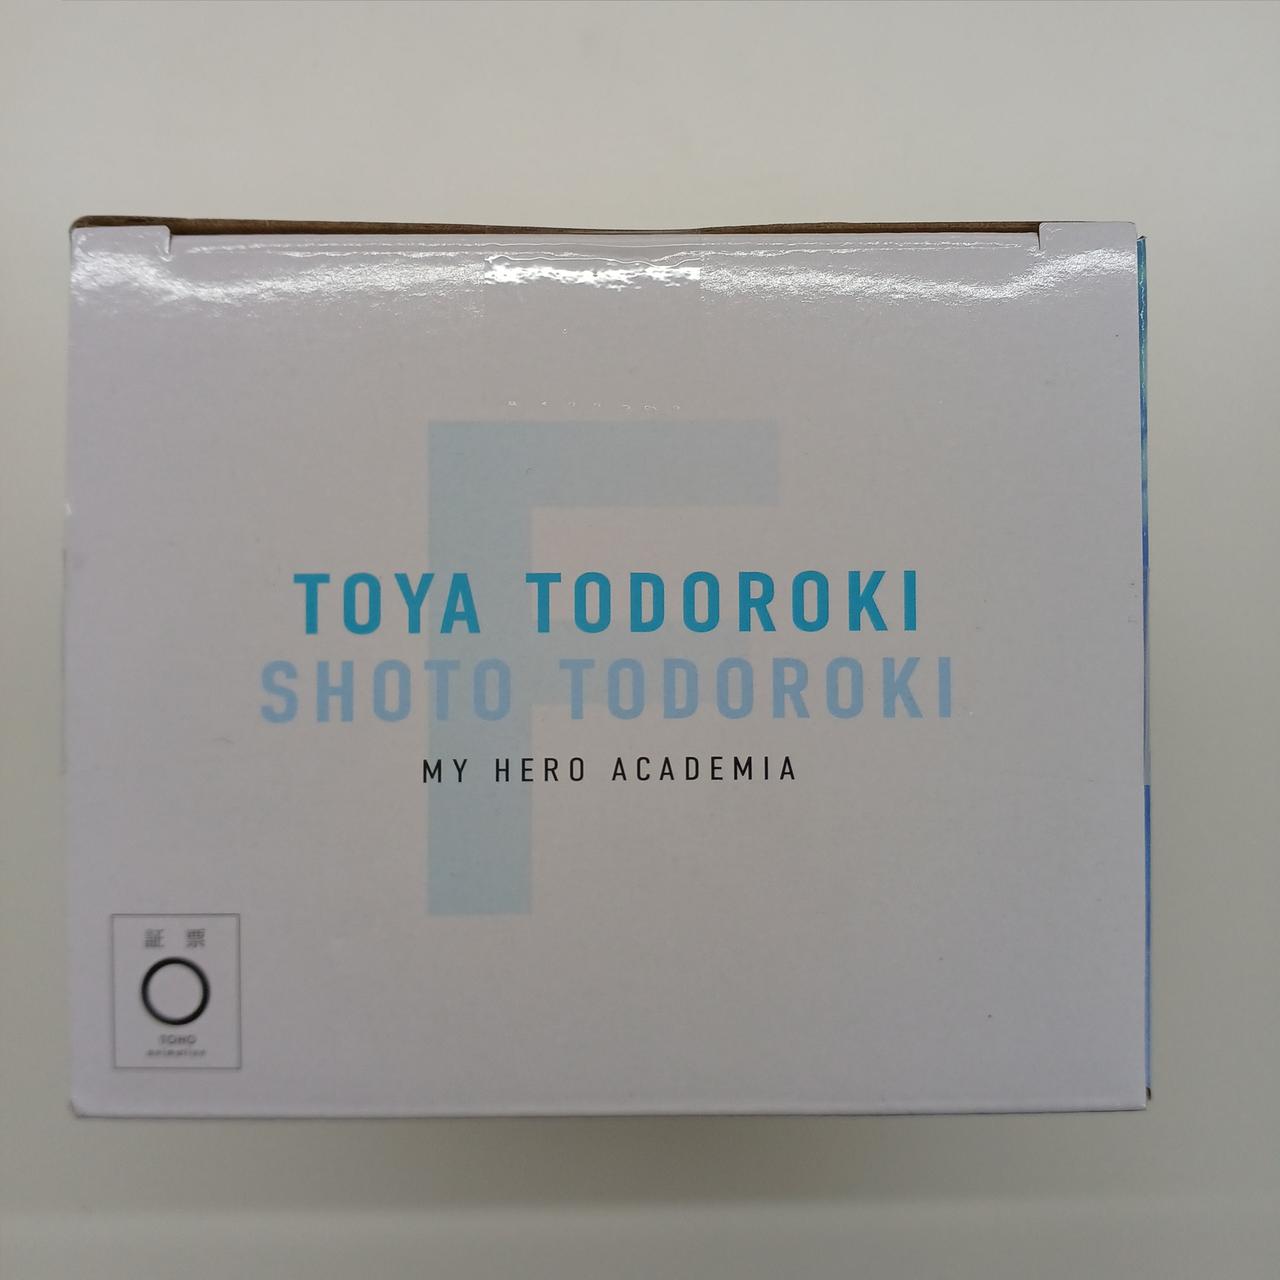 F
TOYA TODOROKI
SHOTO TODOROKI
MY HERO ACADEMIA
証 票
TOHO
animation